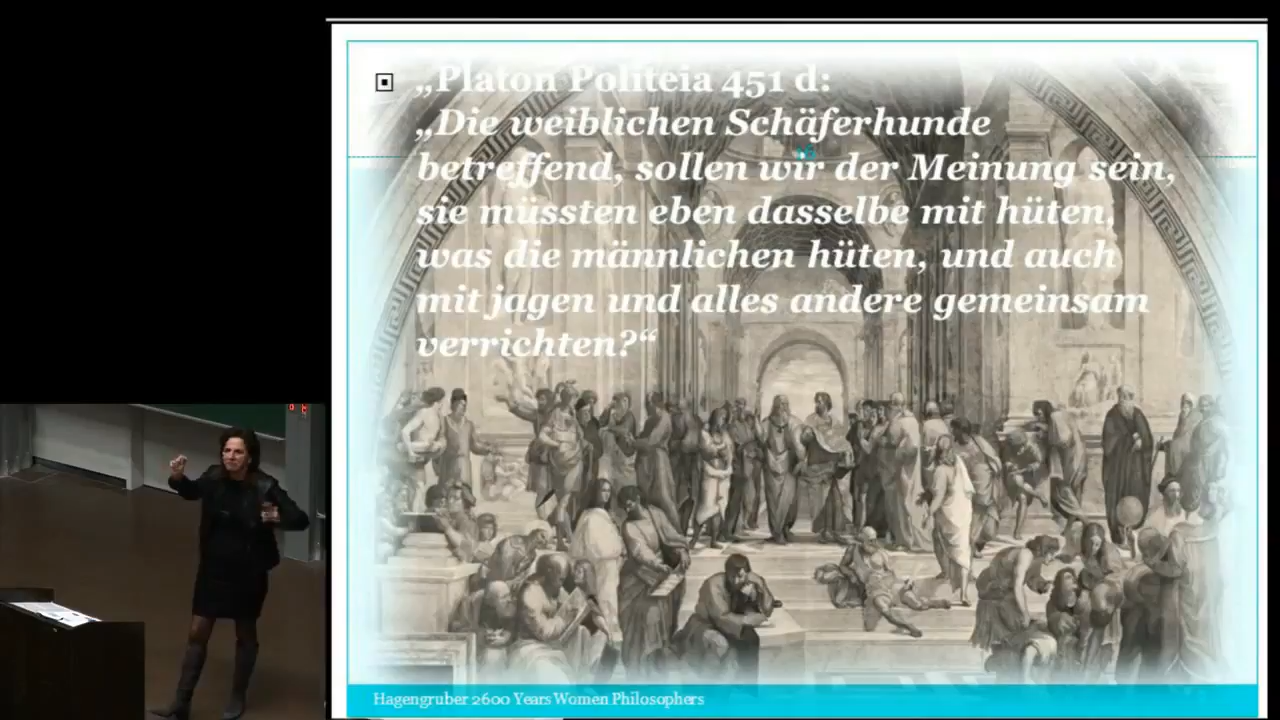 „Platon Politeia 451 d:
„Die weiblichen Schäferhunde
16
betreffend, sollen wir der Meinung sein,
sie müssten eben dasselbe mit hüten,
was die männlichen hüten, und auch
mit jagen und alles andere gemeinsam
verrichten?“
Hagengruber 2600 Years Women Philosophers